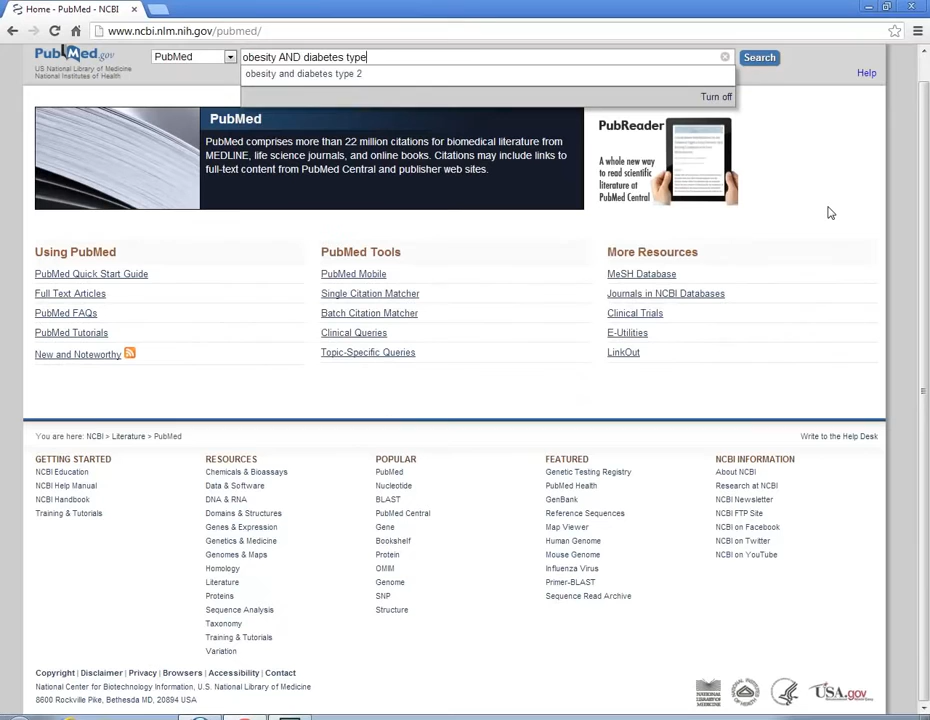 Home - PubMed - NCBI
www.ncbi.nlm.nih.gov/pubmed/
PubMed.gov
US National Library of Medicine
National Institutes of Health
PubMed
obesity AND diabetes type
Search
obesity and diabetes type 2
Help
Turn off
PubMed
PubMed comprises more than 22 million citations for biomedical literature from
MEDLINE, life science journals, and online books. Citations may include links to
full-text content from PubMed Central and publisher web sites.
PubReader
A whole new
way to read scientific
literature at
PubMed Central
Using PubMed
PubMed Quick Start Guide
Full Text Articles
PubMed FAQs
PubMed Tutorials
New and Noteworthy
PubMed Tools
PubMed Mobile
Single Citation Matcher
Batch Citation Matcher
Clinical Queries
Topic-Specific Queries
More Resources
MeSH Database
Journals in NCBI Databases
Clinical Trials
E-Utilities
LinkOut
You are here: NCBI > Literature > PubMed
Write to the Help Desk
GETTING STARTED
NCBI Education
NCBI Help Manual
NCBI Handbook
Training & Tutorials
RESOURCES
Chemicals & Bioassays
Data & Software
DNA & RNA
Domains & Structures
Genes & Expression
Genetics & Medicine
Genomes & Maps
Homology
Literature
Proteins
Sequence Analysis
Taxonomy
Training & Tutorials
Variation
POPULAR
PubMed
Nucleotide
BLAST
PubMed Central
Gene
Bookshelf
Protein
OMIM
Genome
SNP
Structure
FEATURED
Genetic Testing Registry
PubMed Health
GenBank
Reference Sequences
Map Viewer
Human Genome
Mouse Genome
Influenza Virus
Primer-BLAST
Sequence Read Archive
NCBI INFORMATION
About NCBI
Research at NCBI
NCBI Newsletter
NCBI FTP Site
NCBI on Facebook
NCBI on Twitter
NCBI on YouTube
Copyright | Disclaimer | Privacy | Browsers | Accessibility | Contact
National Center for Biotechnology Information, U.S. National Library of Medicine
8600 Rockville Pike, Bethesda MD, 20894 USA
USA.gov